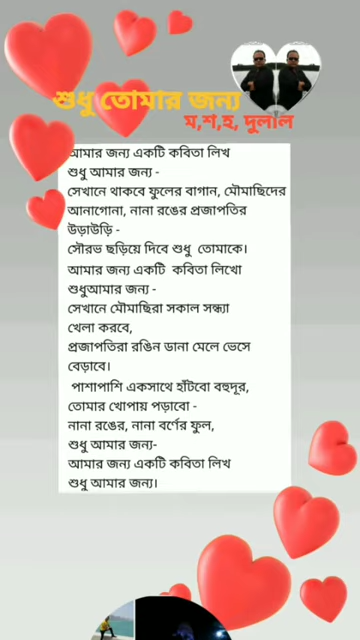 শুধু তোমার জন্য
ম,শ,হ, দুলাল
আমার জন্য একটি কবিতা লিখ
শুধু আমার জন্য -
সেখানে থাকবে ফুলের বাগান, মৌমাছিদের
আনাগোনা, নানা রঙের প্রজাপতির
উড়াউড়ি -
সৌরভ ছড়িয়ে দিবে শুধু তোমাকে।
আমার জন্য একটি কবিতা লিখো
শুধুআমার জন্য -
সেখানে মৌমাছিরা সকাল সন্ধ্যা
খেলা করবে,
প্রজাপতিরা রঙিন ডানা মেলে ভেসে
বেড়াবে।
পাশাপাশি একসাথে হাঁটবো বহুদূর,
তোমার খোপায় পড়াবো -
নানা রঙের, নানা বর্ণের ফুল,
শুধু আমার জন্য-
আমার জন্য একটি কবিতা লিখ
শুধু আমার জন্য।